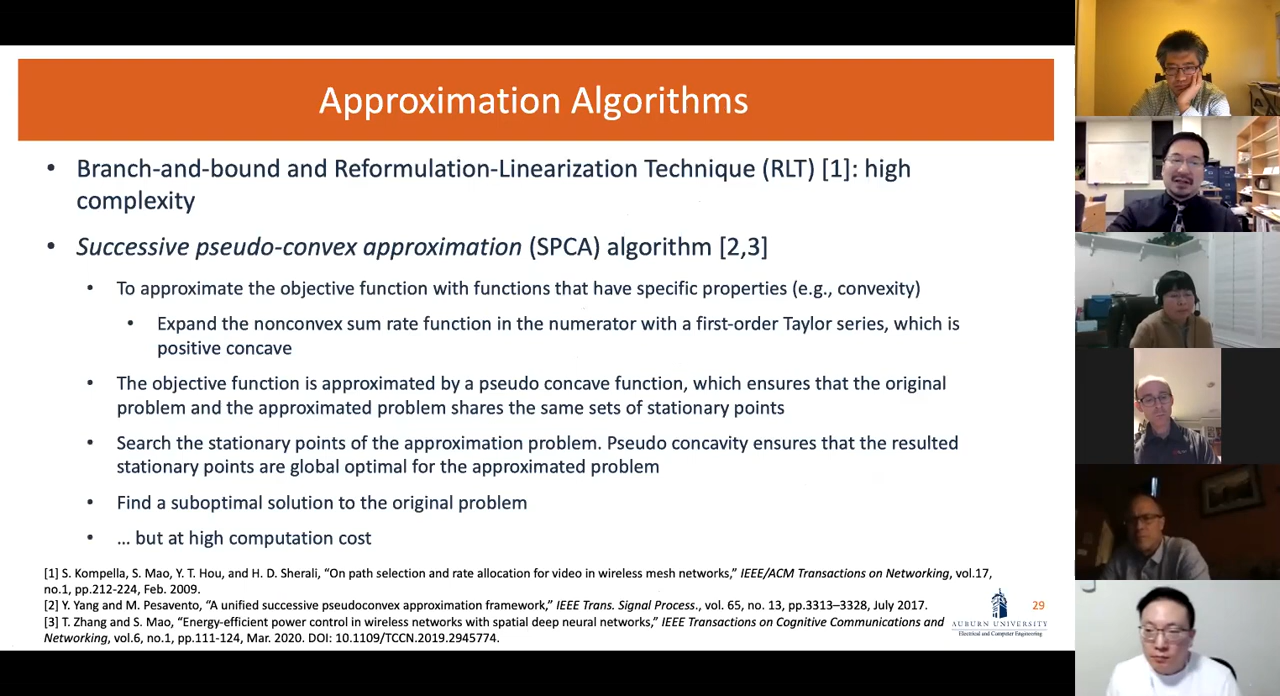 Approximation Algorithms
• Branch-and-bound and Reformulation-Linearization Technique (RLT) [1]: high
complexity
• Successive pseudo-convex approximation (SPCA) algorithm [2,3]
• To approximate the objective function with functions that have specific properties (e.g., convexity)
• Expand the nonconvex sum rate function in the numerator with a first-order Taylor series, which is
positive concave
• The objective function is approximated by a pseudo concave function, which ensures that the original
problem and the approximated problem shares the same sets of stationary points
• Search the stationary points of the approximation problem. Pseudo concavity ensures that the resulted
stationary points are global optimal for the approximated problem
• Find a suboptimal solution to the original problem
• … but at high computation cost
[1] S. Kompella, S. Mao, Y. T. Hou, and H. D. Sherali, “On path selection and rate allocation for video in wireless mesh networks,” IEEE/ACM Transactions on Networking, vol.17,
no.1, pp.212-224, Feb. 2009.
[2] Y. Yang and M. Pesavento, “A unified successive pseudoconvex approximation framework,” IEEE Trans. Signal Process., vol. 65, no. 13, pp.3313–3328, July 2017.
[3] T. Zhang and S. Mao, “Energy-efficient power control in wireless networks with spatial deep neural networks,” IEEE Transactions on Cognitive Communications and
Networking, vol.6, no.1, pp.111-124, Mar. 2020. DOI: 10.1109/TCCN.2019.2945774.
29
AUBURN UNIVERSITY
Electrical and Computer Engineering